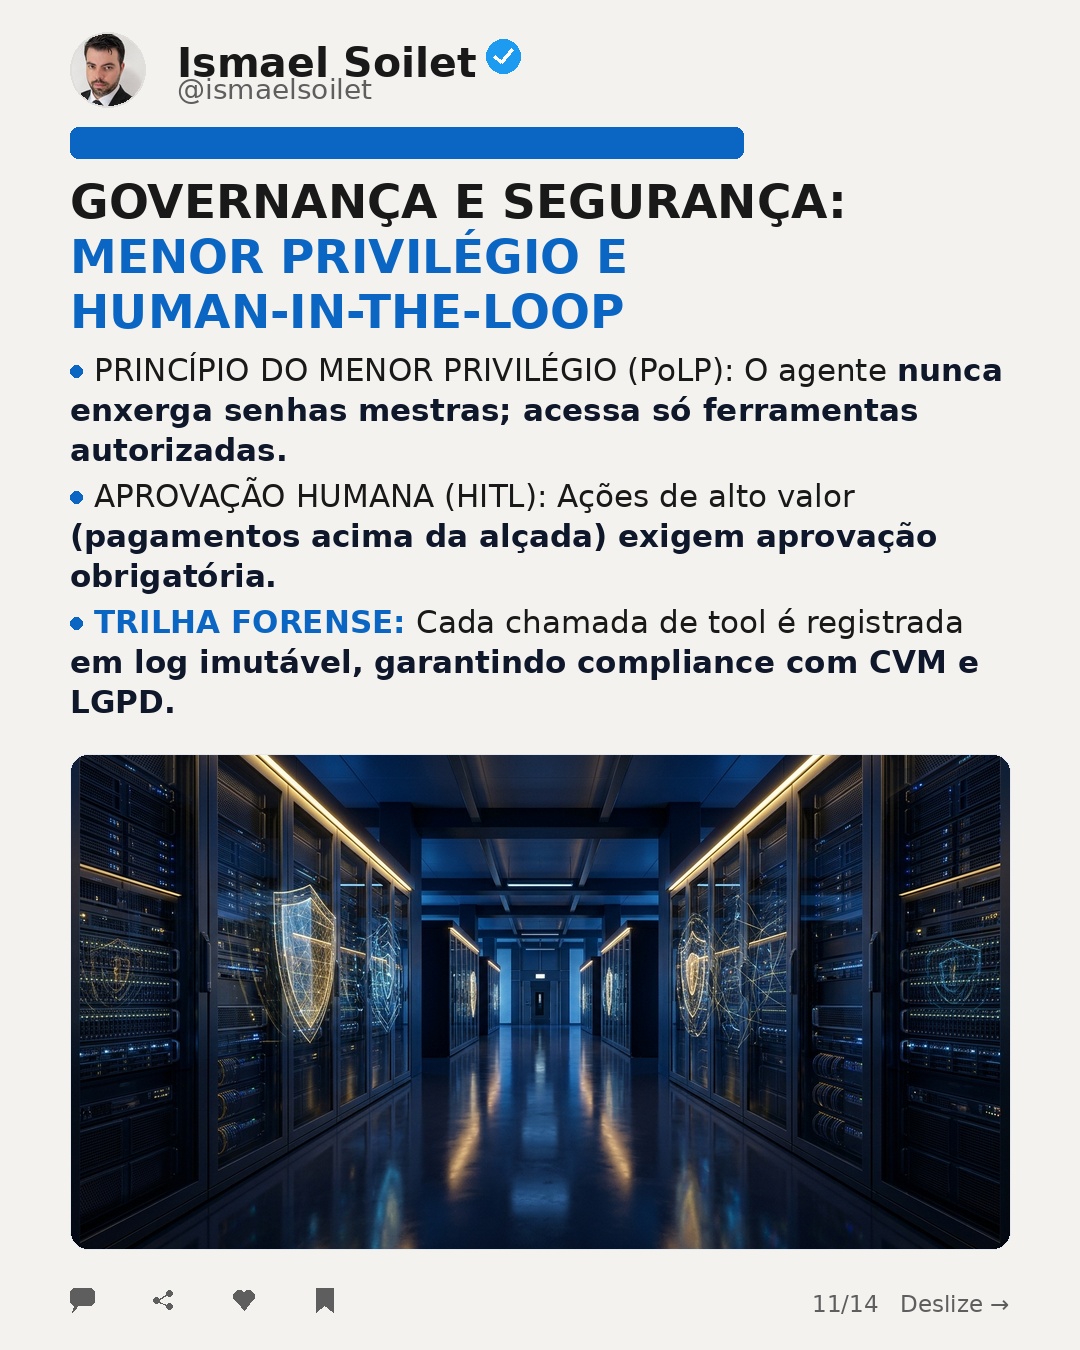 Ismael Soilet
@ismaelsoilet
GOVERNANÇA E SEGURANÇA:
MENOR PRIVILÉGIO E
HUMAN-IN-THE-LOOP
• PRINCÍPIO DO MENOR PRIVILÉGIO (PoLP): O agente nunca
enxerga senhas mestras; acessa só ferramentas
autorizadas.
• APROVAÇÃO HUMANA (HITL): Ações de alto valor
(pagamentos acima da alçada) exigem aprovação
obrigatória.
• TRILHA FORENSE: Cada chamada de tool é registrada
em log imutável, garantindo compliance com CVM e
LGPD.
11/14 Deslize →